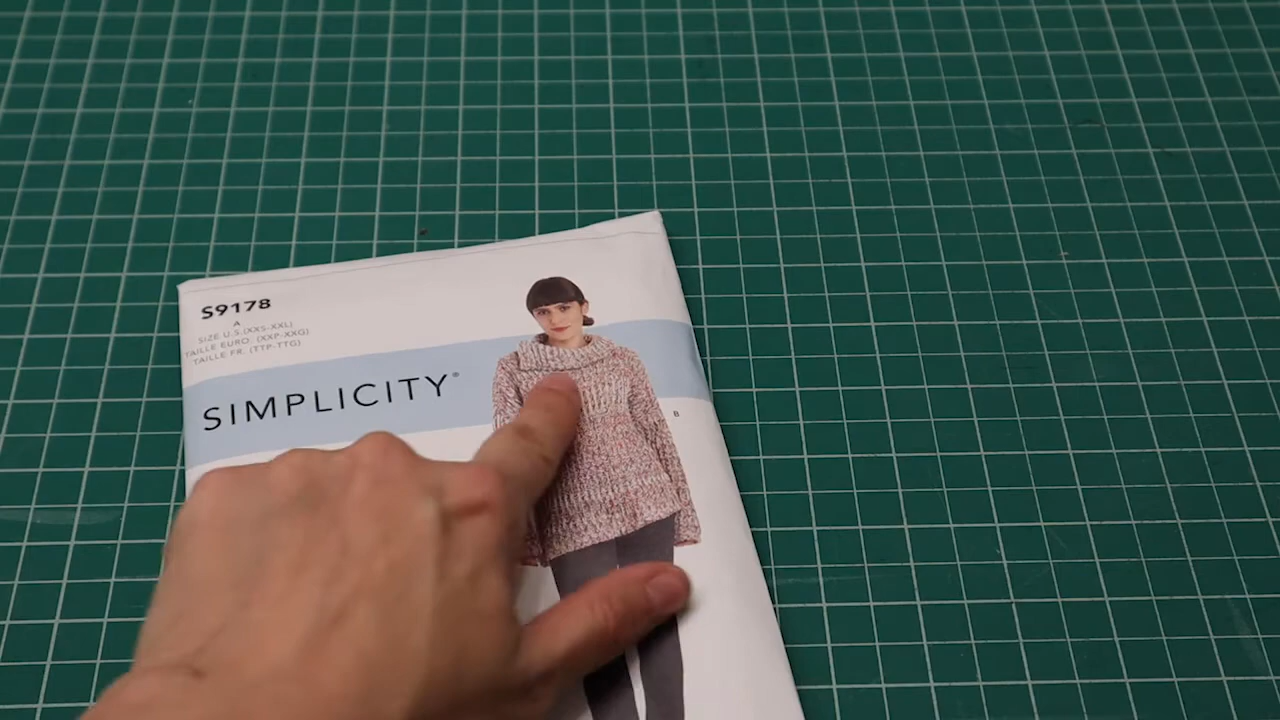 S9178
A
SIZE U.S.(XXS-XXL)
TAILLE EURO. (XXP-XXG)
TAILLE FR. (TTP-TTG)
SIMPLICITY®
B